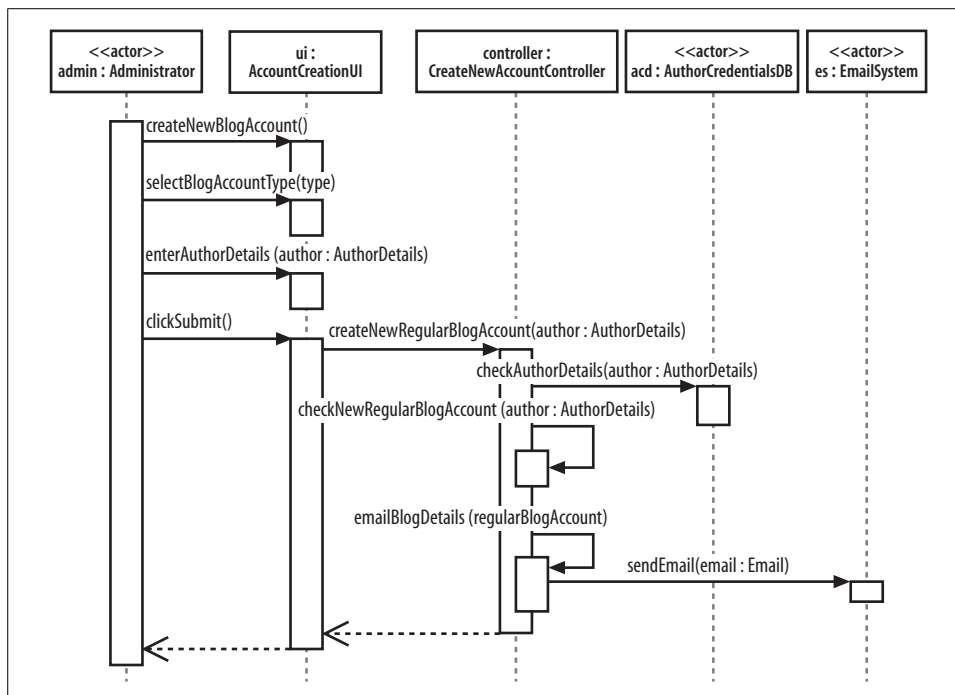 <<actor>>
admin : Administrator
ui :
AccountCreationUI
controller :
CreateNewAccountController
<<actor>>
acd : AuthorCredentialsDB
<<actor>>
es : EmailSystem
createNewBlogAccount()
selectBlogAccountType(type)
enterAuthorDetails (author : AuthorDetails)
clickSubmit()
createNewRegularBlogAccount(author : AuthorDetails)
checkAuthorDetails(author : AuthorDetails)
checkNewRegularBlogAccount (author : AuthorDetails)
emailBlogDetails (regularBlogAccount)
sendEmail(email : Email)